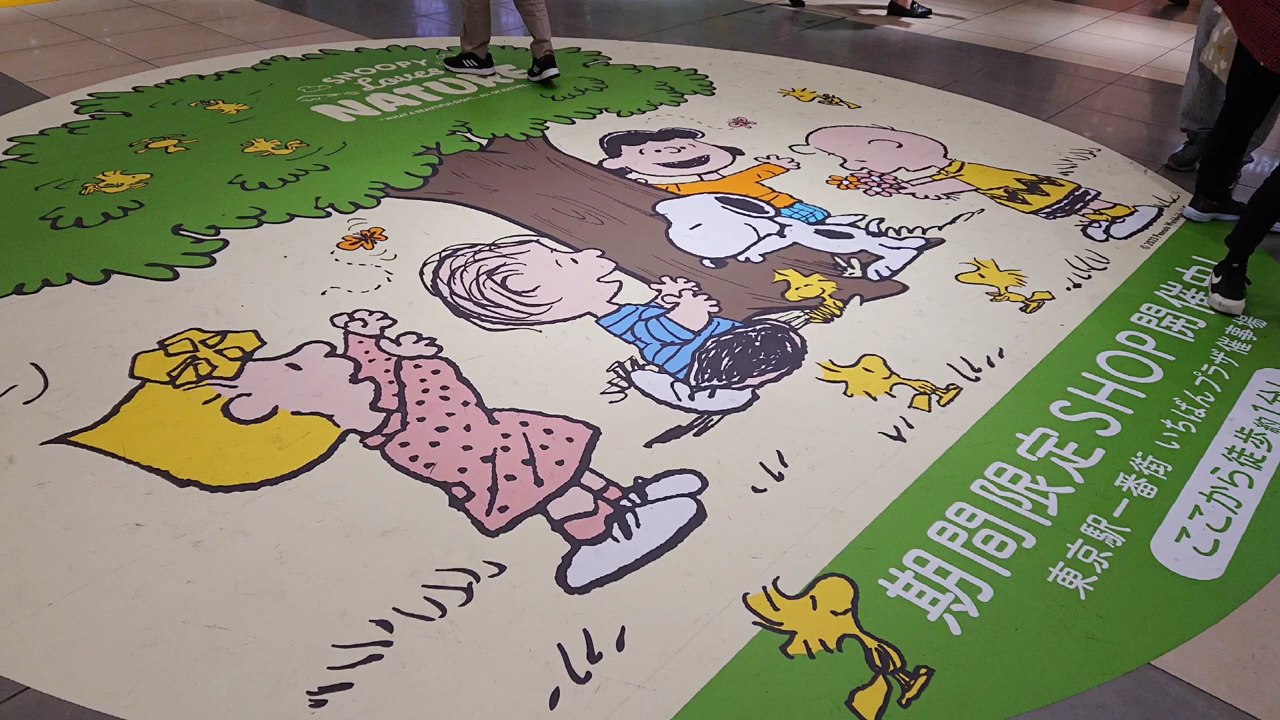 SNOOPY
Loves
NATURE
期間限定SHOP開催中!
東京駅一番街 いちばんプラザ催事場
ここから徒歩約1分!